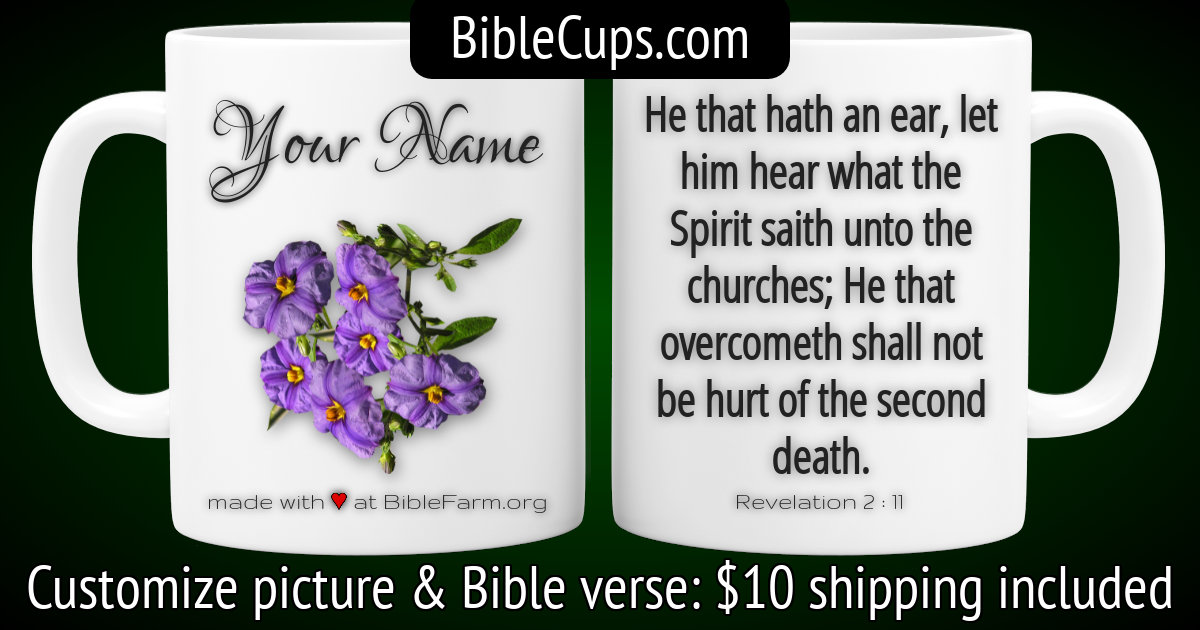 BibleCups.com
Your Name
made with ♥ at BibleFarm.org
He that hath an ear, let
him hear what the
Spirit saith unto the
churches; He that
overcometh shall not
be hurt of the second
death.
Revelation 2 : 11
Customize picture & Bible verse: $10 shipping included